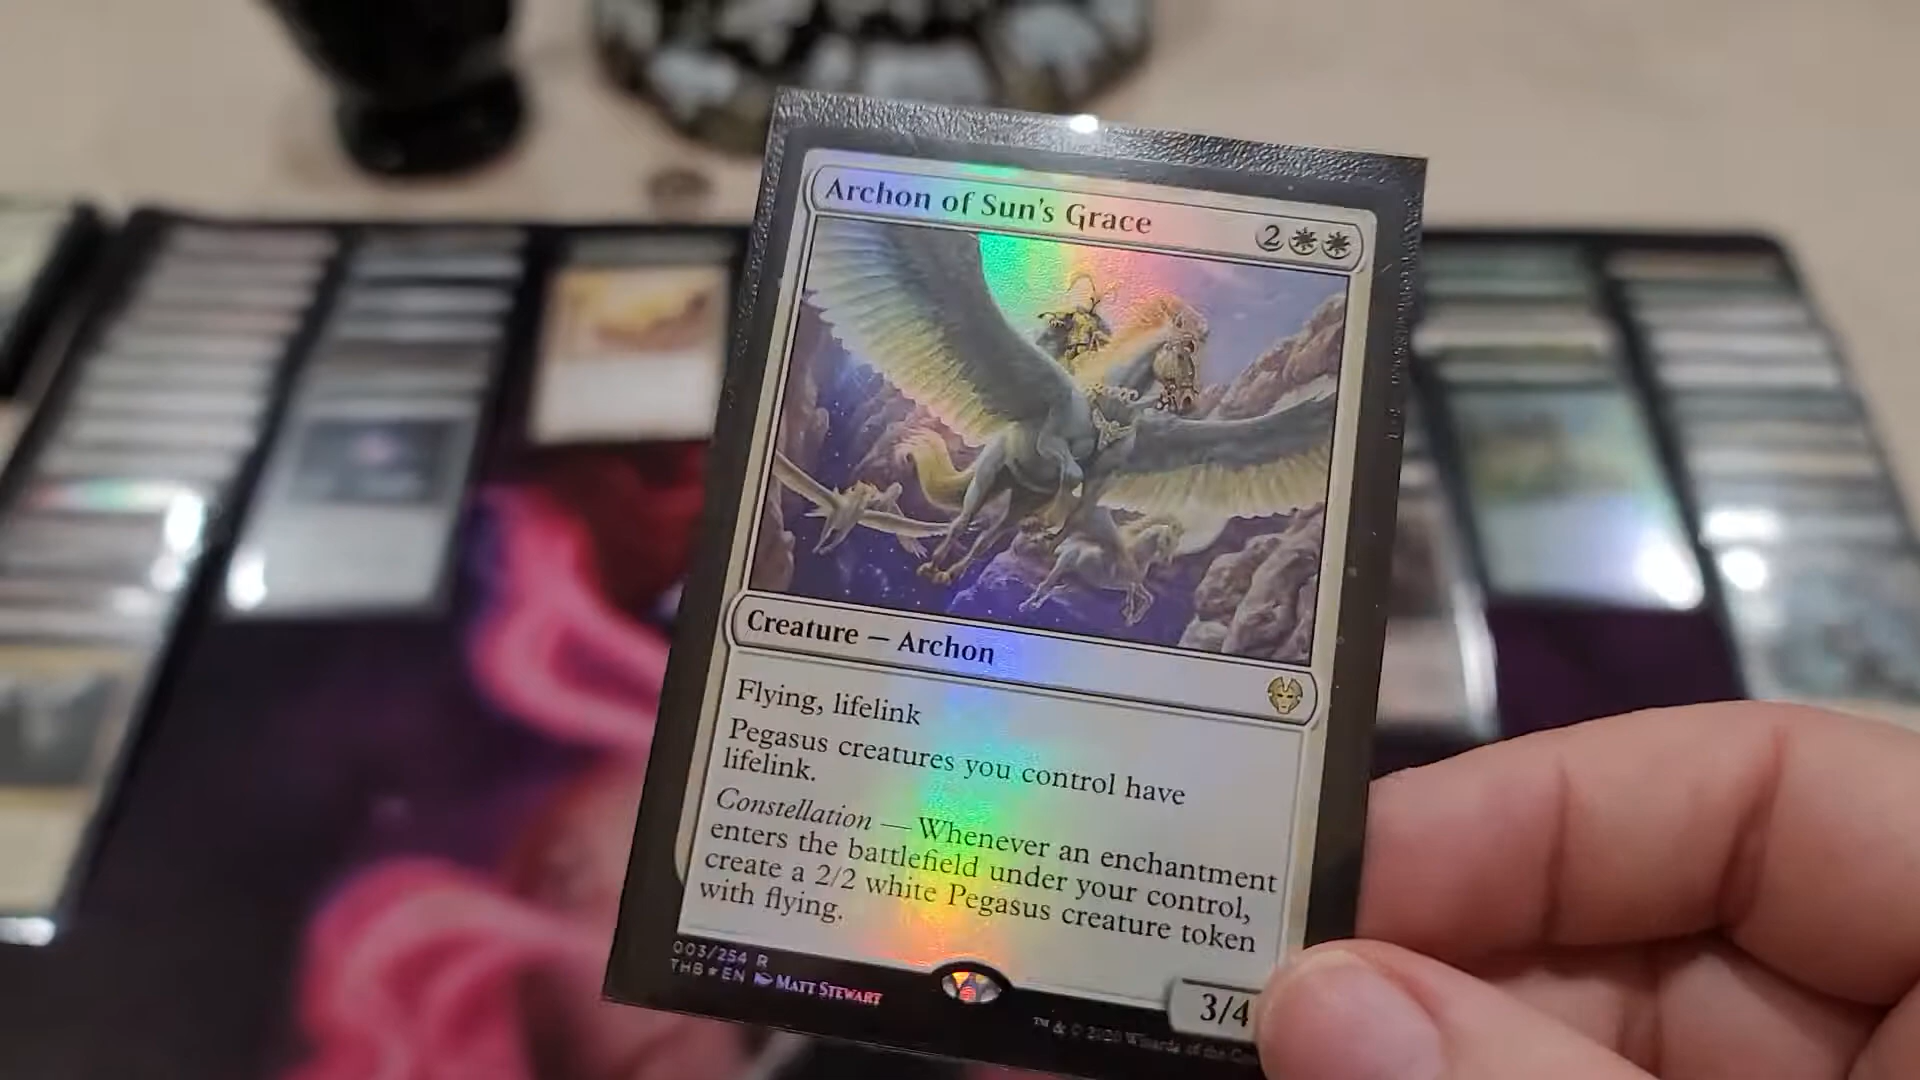 Archon of Sun's Grace 2
Creature — Archon
Flying, lifelink
Pegasus creatures you control have
lifelink.
Constellation — Whenever an enchantment
enters the battlefield under your control,
create a 2/2 white Pegasus creature token
with flying.
003/254 R
THB★EN Matt Stewart
3/4
™ & © 2020 Wizards of the